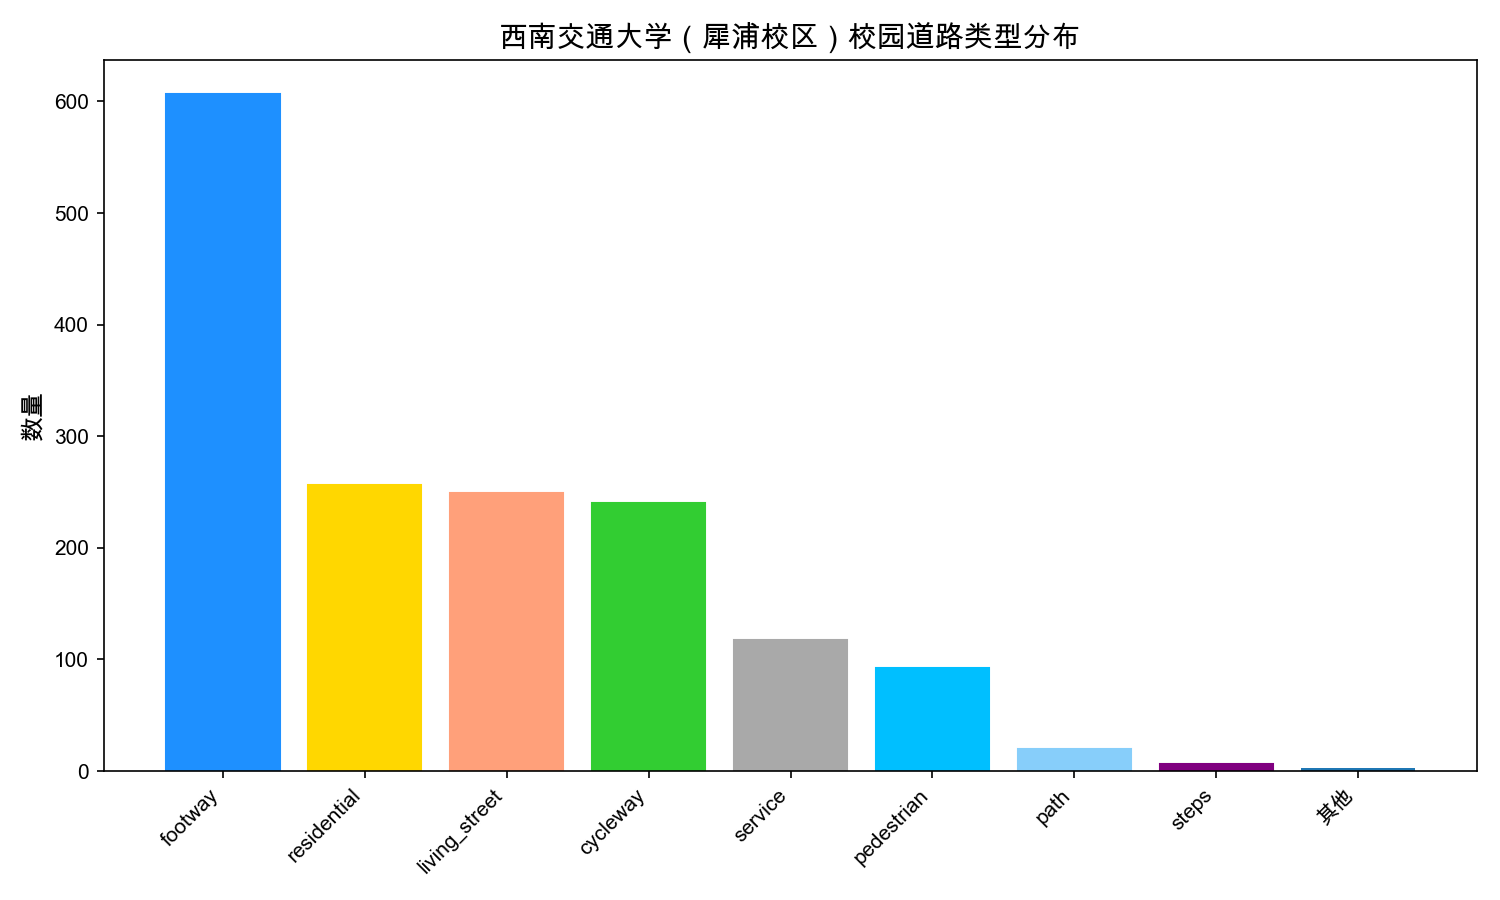 西南交通大学（犀浦校区）校园道路类型分布
数量
600
500
400
300
200
100
0
footway
residential
living_street
cycleway
service
pedestrian
path
steps
其他